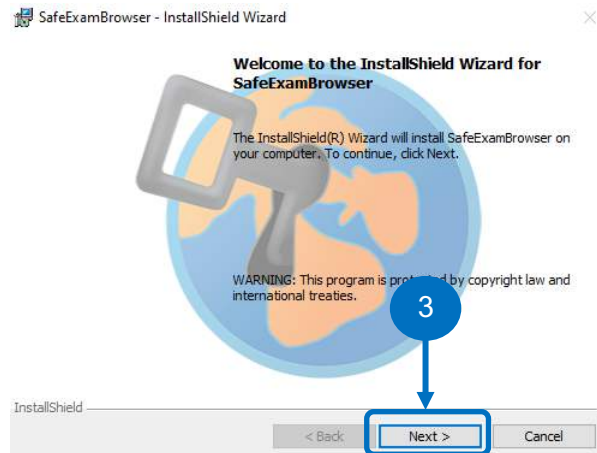 SafeExamBrowser - InstallShield Wizard
Welcome to the InstallShield Wizard for
SafeExamBrowser
The InstallShield(R) Wizard will install SafeExamBrowser on
your computer. To continue, click Next.
WARNING: This program is protected by copyright law and
international treaties.
3
InstallShield
< Back Next > Cancel